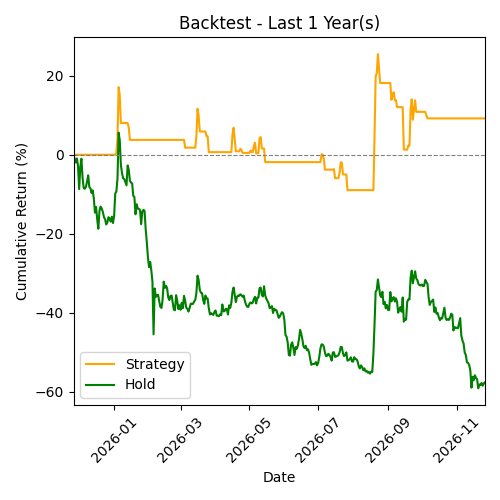 Backtest - Last 1 Year(s)
Cumulative Return (%)
20
0
−20
−40
−60
Strategy
Hold
2026-01
2026-03
2026-05
2026-07
2026-09
2026-11
Date